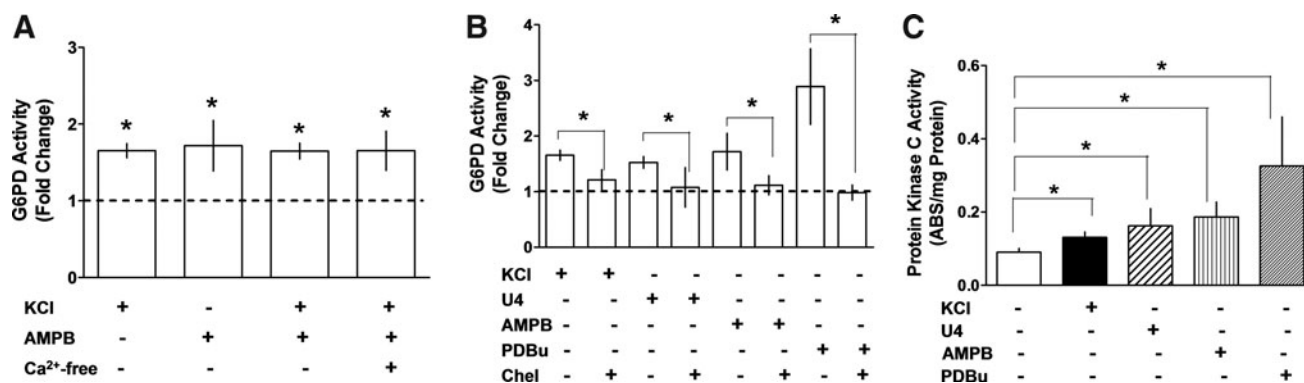 A
G6PD Activity
(Fold Change)
3
2
1
0
* * * *
KCl + - + +
AMPB - + + +
Ca²⁺-free - - - +
B
G6PD Activity
(Fold Change)
4
3
2
1
0
* * * *
KCl + + - - - - - -
U4 - - + + - - - -
AMPB - - - - + + - -
PDBu - - - - - - + +
Chel - + - + - + - +
C
Protein Kinase C Activity
(ABS/mg Protein)
0.6
0.4
0.2
0.0
* * * *
KCl - + - - -
U4 - - + - -
AMPB - - - + -
PDBu - - - - +